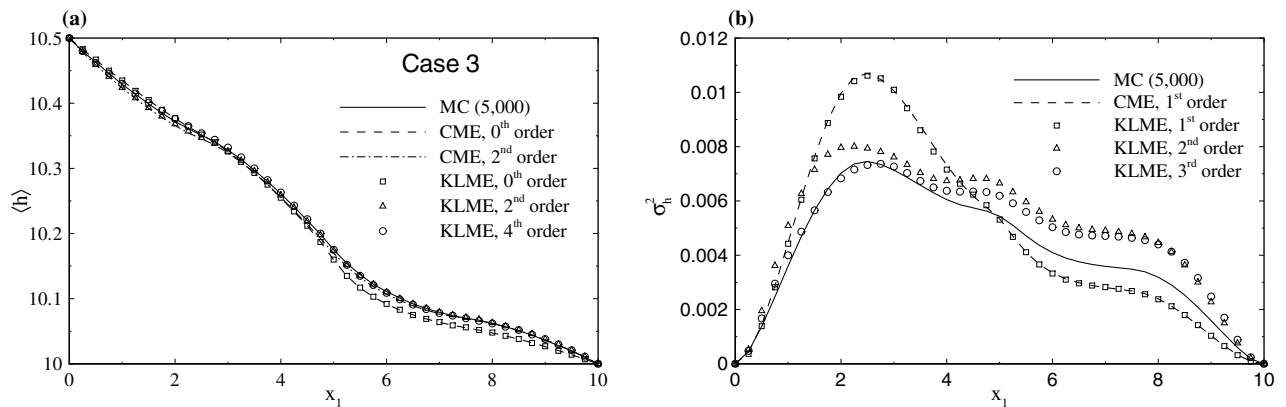 (a)
10.5
10.4
10.3
10.2
10.1
10
⟨h⟩
Case 3
MC (5,000)
CME, 0th order
CME, 2nd order
KLME, 0th order
KLME, 2nd order
KLME, 4th order
0 2 4 6 8 10
x1
(b)
0.012
0.01
0.008
0.006
0.004
0.002
0
σh2
MC (5,000)
CME, 1st order
KLME, 1st order
KLME, 2nd order
KLME, 3rd order
0 2 4 6 8 10
x1